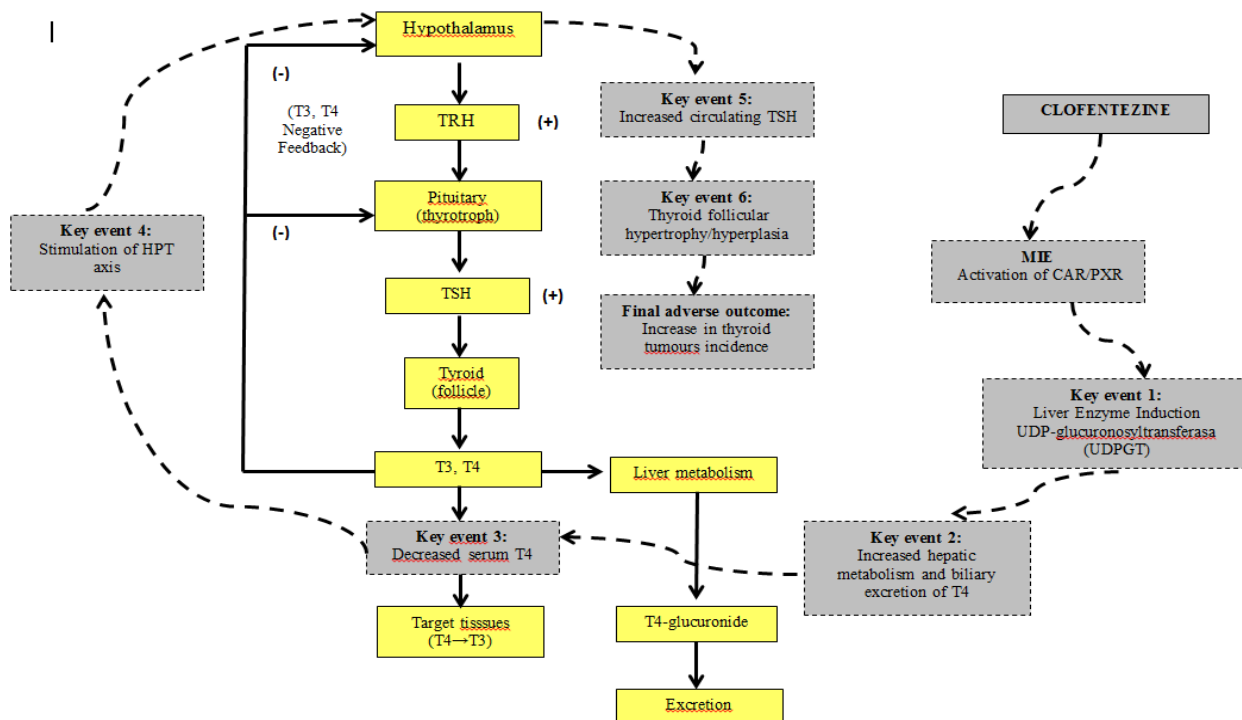 |
Hypothalamus
(-)
(T3, T4
Negative
Feedback)
TRH
(+)
Pituitary
(thyrotroph)
(-)
TSH
(+)
Tyroid
(follicle)
T3, T4
Liver metabolism
Key event 3:
Decreased serum T4
Target tisssues
(T4→T3)
T4-glucuronide
Excretion
Key event 4:
Stimulation of HPT
axis
Key event 5:
Increased circulating TSH
Key event 6:
Thyroid follicular
hypertrophy/hyperplasia
Final adverse outcome:
Increase in thyroid
tumours incidence
CLOFENTEZINE
MIE
Activation of CAR/PXR
Key event 1:
Liver Enzyme Induction
UDP-glucuronosyltransferasa
(UDPGT)
Key event 2:
Increased hepatic
metabolism and biliary
excretion of T4